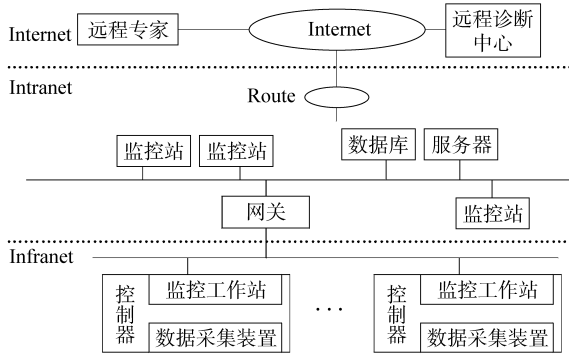 Internet
远程专家
Internet
远程诊断
中心
Intranet
Route
监控站
监控站
数据库
服务器
网关
监控站
Infranet
控制器
监控工作站
数据采集装置
···
控制器
监控工作站
数据采集装置